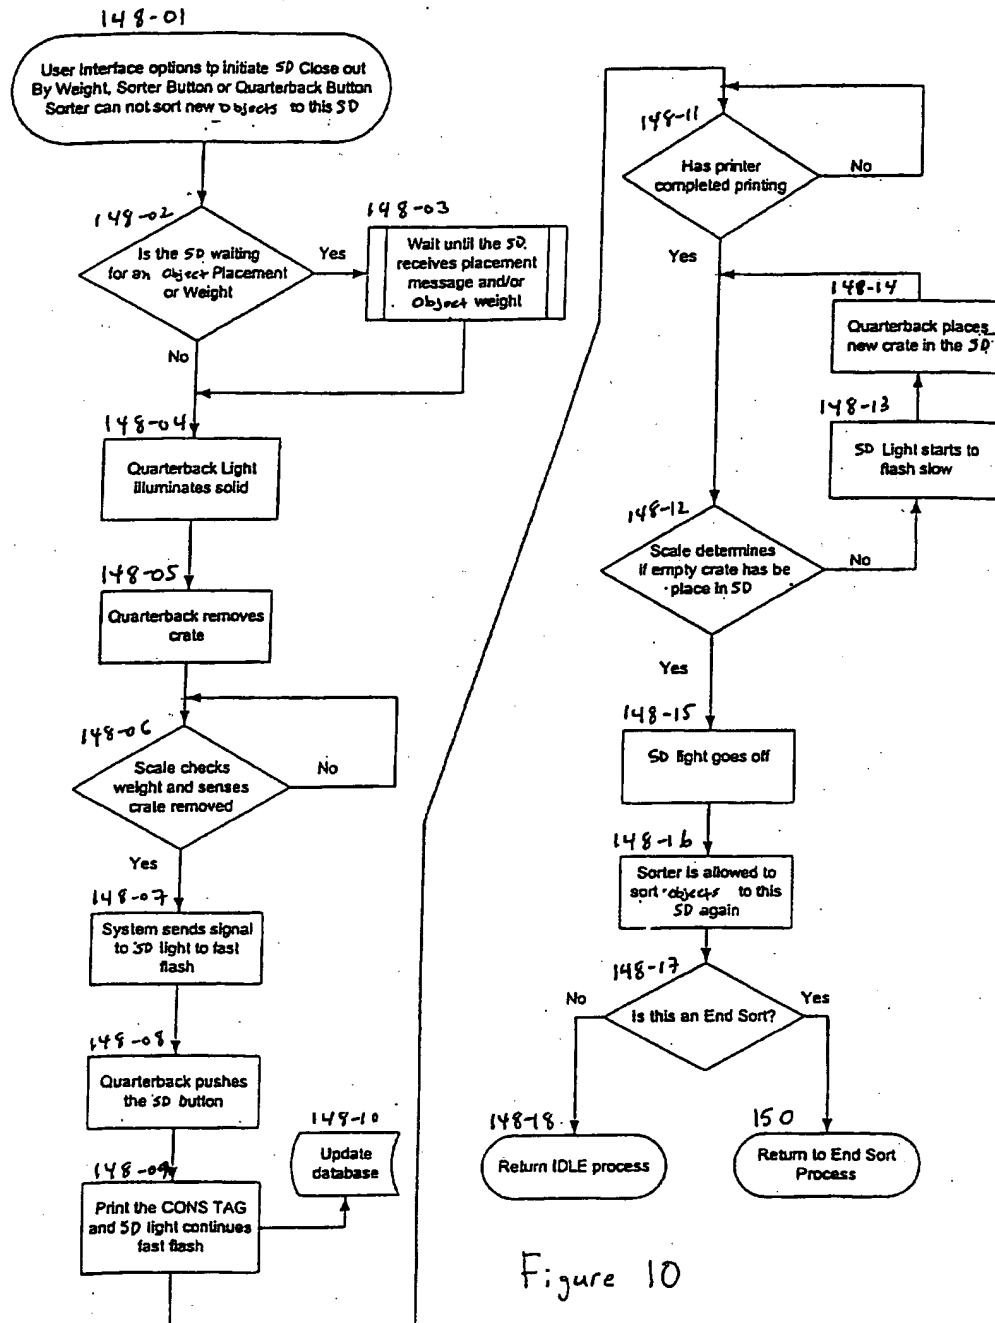 148-01
User Interface options to initiate SD Close out
By Weight, Sorter Button or Quarterback Button
Sorter can not sort new objects to this SD
148-02
Is the SD waiting
for an Object Placement
or Weight
Yes
No
148-03
Wait until the SD
receives placement
message and/or
Object weight
148-04
Quarterback Light
illuminates solid
148-05
Quarterback removes
crate
148-06
Scale checks
weight and senses
crate removed
No
Yes
148-07
System sends signal
to SD light to fast
flash
148-08
Quarterback pushes
the SD button
148-09
Print the CONS TAG
and SD light continues
fast flash
148-10
Update
database
148-11
Has printer
completed printing
No
Yes
148-14
Quarterback places
new crate in the SD
148-13
SD Light starts to
flash slow
148-12
Scale determines
if empty crate has be
place in SD
No
Yes
148-15
SD light goes off
148-16
Sorter is allowed to
sort objects to this
SD again
148-17
Is this an End Sort?
No
Yes
148-18
Return IDLE process
150
Return to End Sort
Process
Figure 10